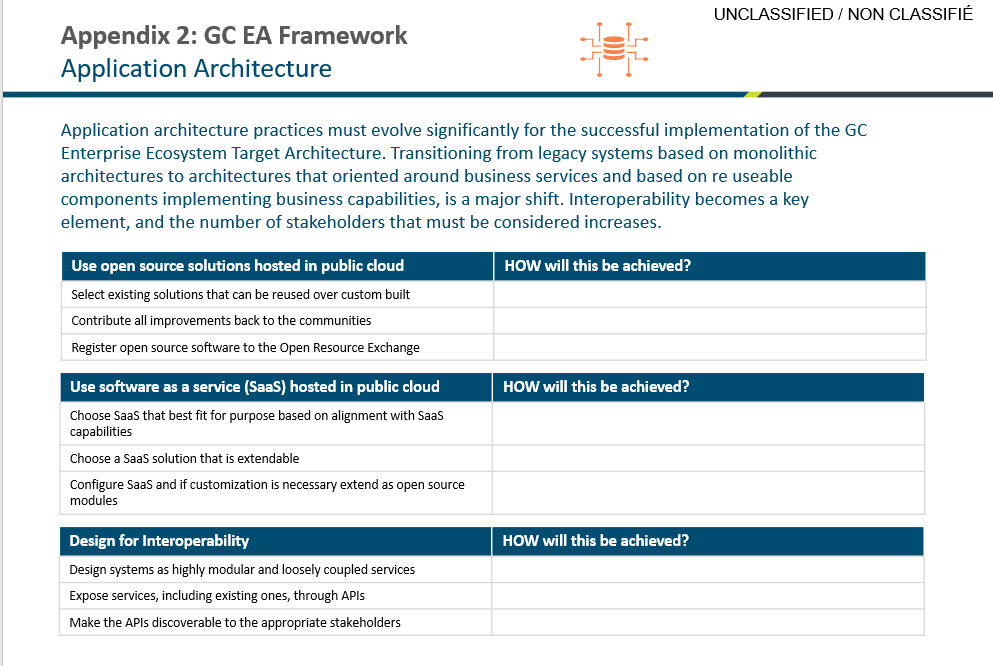 UNCLASSIFIED / NON CLASSIFIÉ
Appendix 2: GC EA Framework
Application Architecture
Application architecture practices must evolve significantly for the successful implementation of the GC
Enterprise Ecosystem Target Architecture. Transitioning from legacy systems based on monolithic
architectures to architectures that oriented around business services and based on re useable
components implementing business capabilities, is a major shift. Interoperability becomes a key
element, and the number of stakeholders that must be considered increases.
Use open source solutions hosted in public cloud
HOW will this be achieved?
Select existing solutions that can be reused over custom built
Contribute all improvements back to the communities
Register open source software to the Open Resource Exchange
Use software as a service (SaaS) hosted in public cloud
HOW will this be achieved?
Choose SaaS that best fit for purpose based on alignment with SaaS
capabilities
Choose a SaaS solution that is extendable
Configure SaaS and if customization is necessary extend as open source
modules
Design for Interoperability
HOW will this be achieved?
Design systems as highly modular and loosely coupled services
Expose services, including existing ones, through APIs
Make the APIs discoverable to the appropriate stakeholders